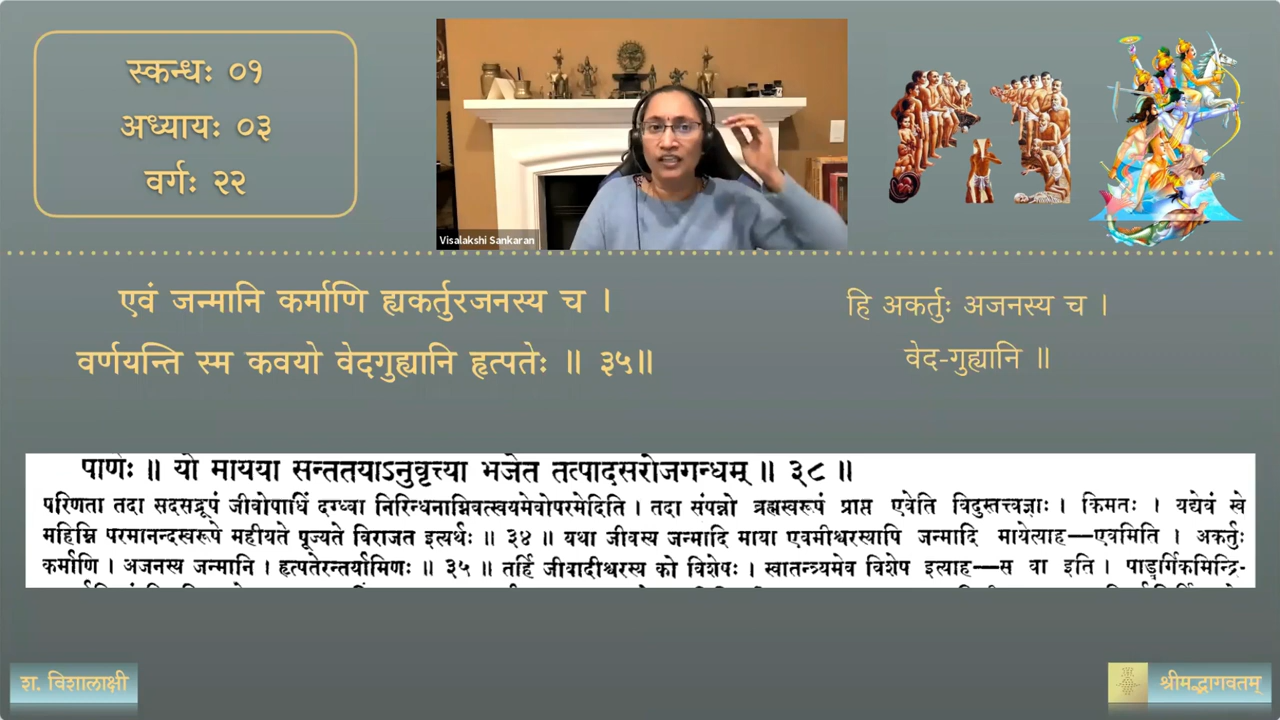 स्कन्धः ०१
अध्यायः ०३
वर्गः २२
Visalakshi Sankaran
एवं जन्मानि कर्माणि ह्यकर्तुरजनस्य च ।
वर्णयन्ति स्म कवयो वेदगुह्यानि हृत्पतेः ॥ ३५॥
हि अकर्तुः अजनस्य च ।
वेद-गुह्यानि ॥
पाणेः ॥ यो मायया सन्ततयाऽनुवृत्त्या भजेत तत्पादसरोजगन्धम् ॥ ३८ ॥
परिणता तदा सदसद्रूपं जीवोपाधिं दग्ध्वा निरिन्धनाग्निवत्स्वयमेवोपरमेदिति । तदा संपन्नो ब्रह्मस्वरूपं प्राप्त एवेति विदुस्तत्त्वज्ञाः । किमतः । यद्येवं स्वे
महिम्नि परमानन्दस्वरूपे महीयते पूज्यते विराजत इत्यर्थः ॥ ३४ ॥ यथा जीवस्य जन्मादि माया एवमीश्वरस्यापि जन्मादि मायेत्याह—एवमिति । अकर्तुः
कर्माणि । अजनस्य जन्मानि । हृत्पतेरन्तर्यामिणः ॥ ३५ ॥ तर्हि जीवादीश्वरस्य को विशेषः । स्वातन्त्र्यमेव विशेष इत्याह—स वा इति । षाड्वर्गिकमिन्द्रि-
श. विशालाक्षी
श्रीमद्भागवतम्